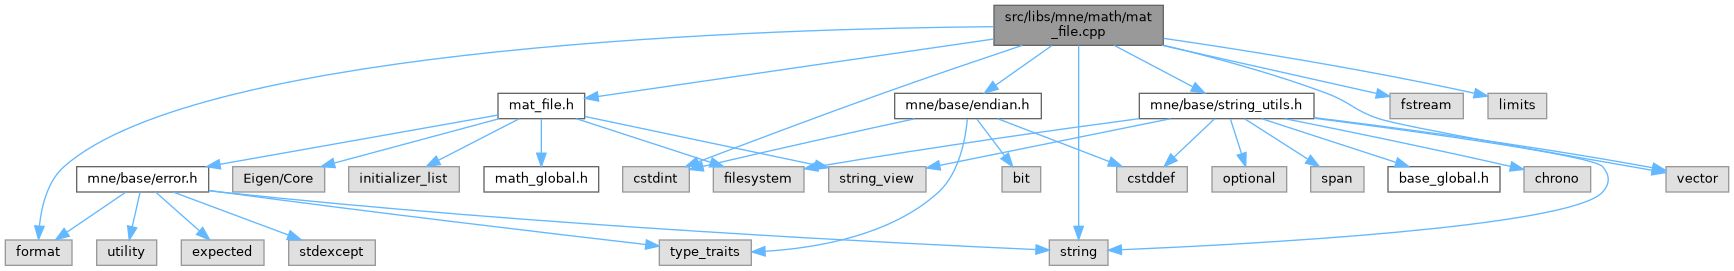 src/libs/mne/math/mat
_file.cpp
mat_file.h
mne/base/endian.h
mne/base/string_utils.h
fstream
limits
mne/base/error.h
Eigen/Core
initializer_list
math_global.h
cstdint
filesystem
string_view
bit
cstddef
optional
span
base_global.h
chrono
vector
format
utility
expected
stdexcept
type_traits
string